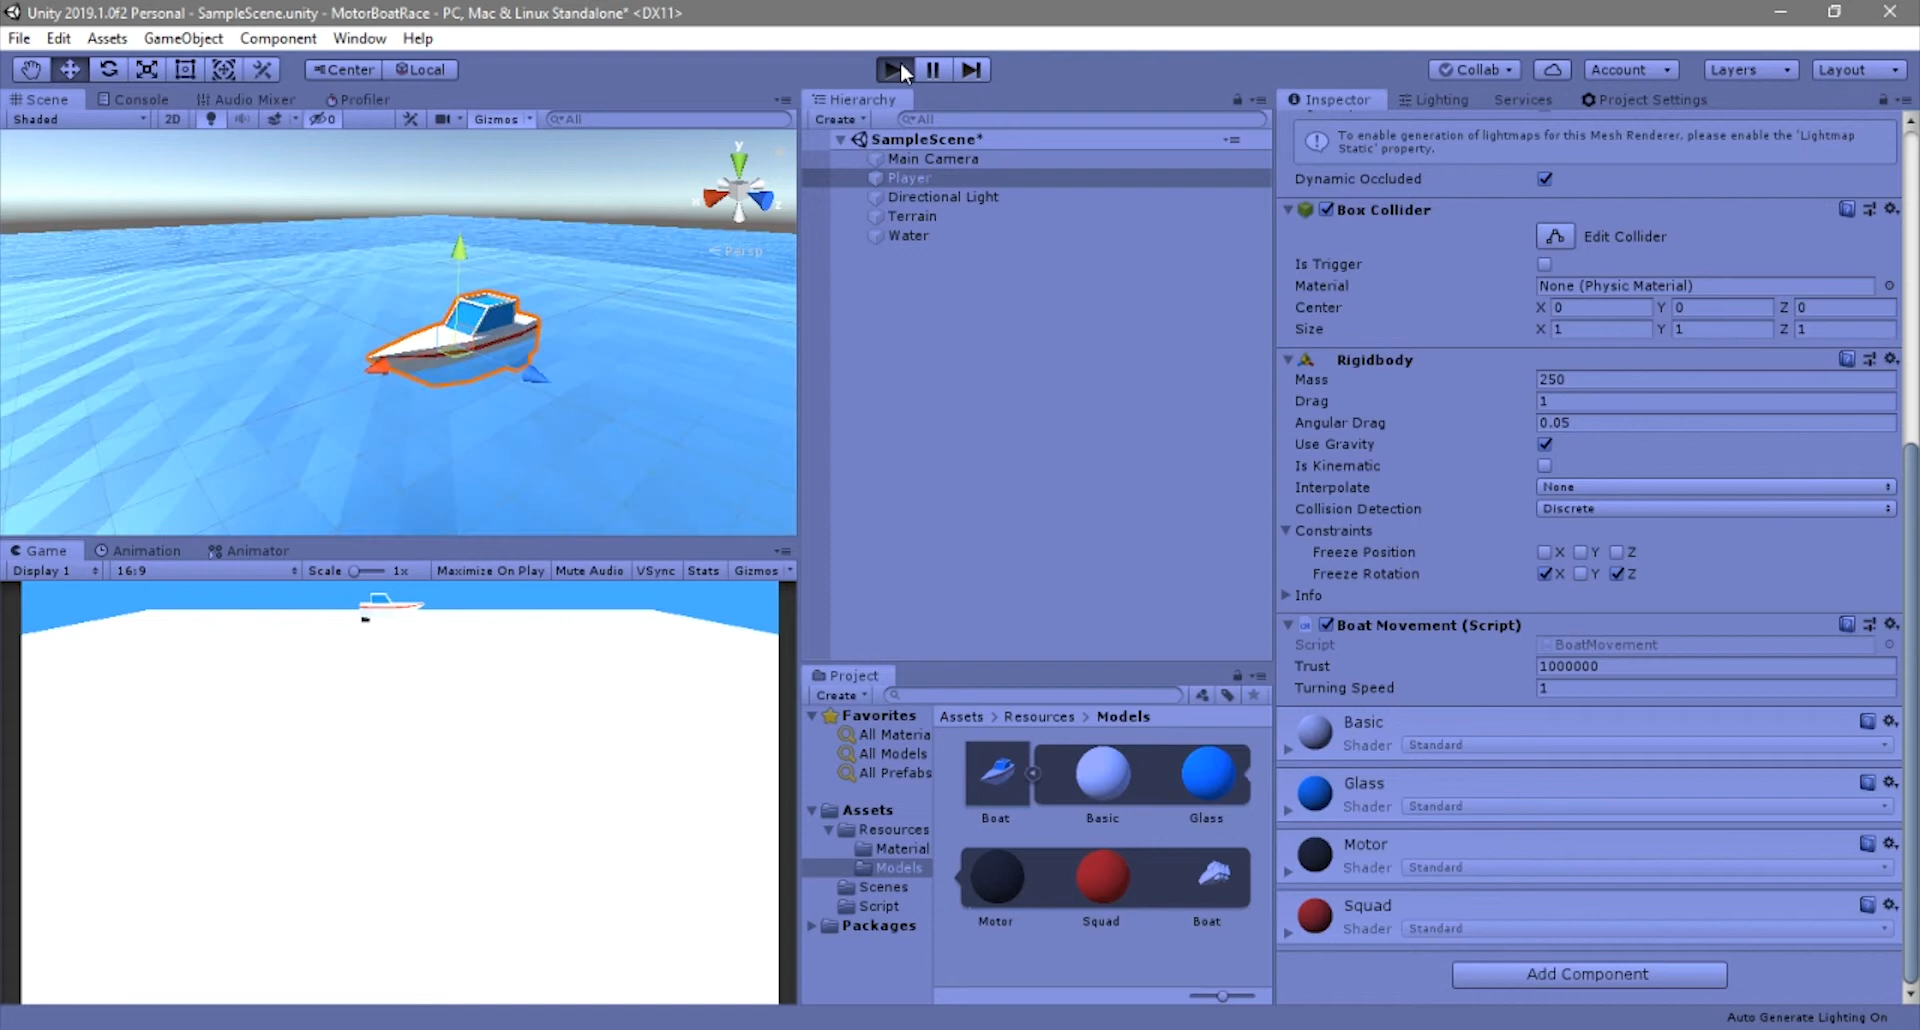 Unity 2019.1.0f2 Personal - SampleScene.unity - MotorBoatRace - PC, Mac & Linux Standalone* <DX11>
File Edit Assets GameObject Component Window Help
Center Local Collab Account Layers Layout
Scene Console Audio Mixer Profiler
Shaded 2D 0 Gizmos All
y
x
z
Persp
Game Animation Animator
Display 1 16:9 Scale 1x Maximize On Play Mute Audio VSync Stats Gizmos
Hierarchy
Create All
SampleScene*
Main Camera
Player
Directional Light
Terrain
Water
Project
Create
Favorites
All Materia
All Models
All Prefabs
Assets
Resources
Material
Models
Scenes
Script
Packages
Assets > Resources > Models
Boat Basic Glass
Motor Squad Boat
Inspector Lighting Services Project Settings
To enable generation of lightmaps for this Mesh Renderer, please enable the 'Lightmap
Static' property.
Dynamic Occluded
Box Collider
Edit Collider
Is Trigger
Material None (Physic Material)
Center X 0 Y 0 Z 0
Size X 1 Y 1 Z 1
Rigidbody
Mass 250
Drag 1
Angular Drag 0.05
Use Gravity
Is Kinematic
Interpolate None
Collision Detection Discrete
Constraints
Freeze Position X Y Z
Freeze Rotation X Y Z
Info
Boat Movement (Script)
Script BoatMovement
Trust 1000000
Turning Speed 1
Basic
Shader Standard
Glass
Shader Standard
Motor
Shader Standard
Squad
Shader Standard
Add Component
Auto Generate Lighting On